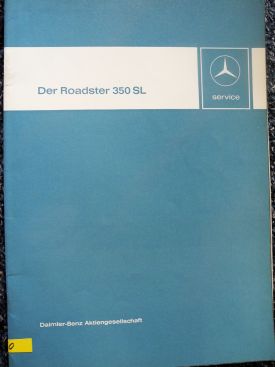 Der Roadster 350 SL
service
Daimler-Benz Aktiengesellschaft